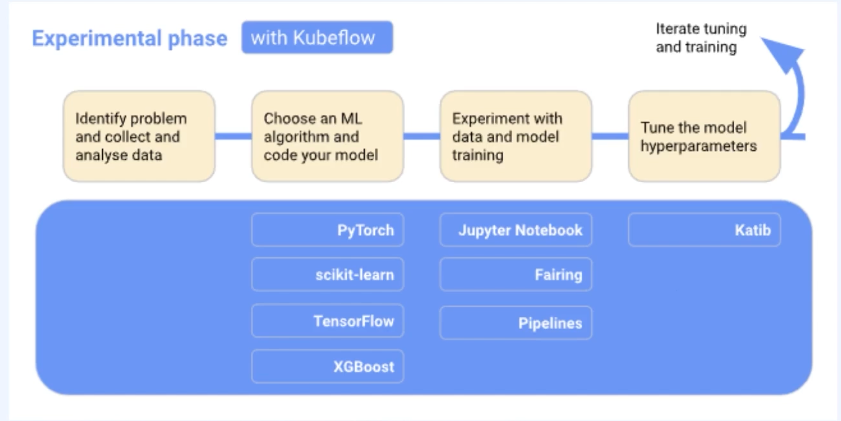 Experimental phase with Kubeflow
Iterate tuning
and training
Identify problem
and collect and
analyse data
Choose an ML
algorithm and
code your model
Experiment with
data and model
training
Tune the model
hyperparameters
PyTorch
scikit-learn
TensorFlow
XGBoost
Jupyter Notebook
Fairing
Pipelines
Katib